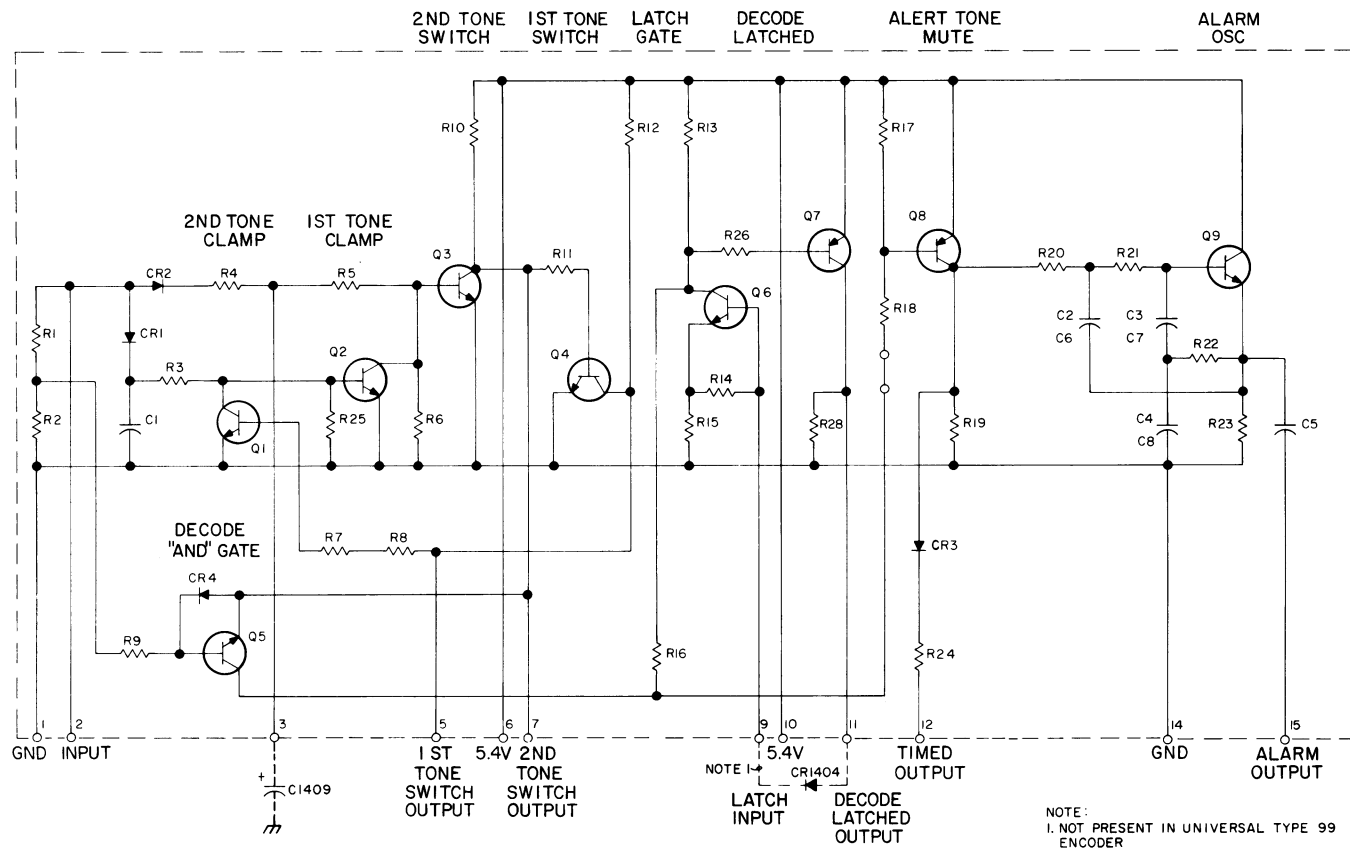 2ND TONE
SWITCH
1ST TONE
SWITCH
LATCH
GATE
DECODE
LATCHED
ALERT TONE
MUTE
ALARM
OSC
R10
R12
R13
R17
2ND TONE
CLAMP
1ST TONE
CLAMP
Q3
R11
R26
Q7
Q8
Q9
CR2
R4
R5
R20
R21
Q6
R1
CR1
R18
C2
C6
C3
C7
R3
Q2
Q4
R22
R14
R2
C1
Q1
R25
R6
R15
R28
R19
C4
C8
R23
C5
DECODE
"AND" GATE
R7
R8
CR3
CR4
R9
Q5
R16
R24
1
2
3
5
6
7
9
10
11
12
14
15
GND
INPUT
1 ST
TONE
SWITCH
OUTPUT
5.4V
2ND
TONE
SWITCH
OUTPUT
5.4V
TIMED
OUTPUT
GND
ALARM
OUTPUT
+
C1409
NOTE 1
CR1404
LATCH
INPUT
DECODE
LATCHED
OUTPUT
NOTE:
1. NOT PRESENT IN UNIVERSAL TYPE 99
ENCODER